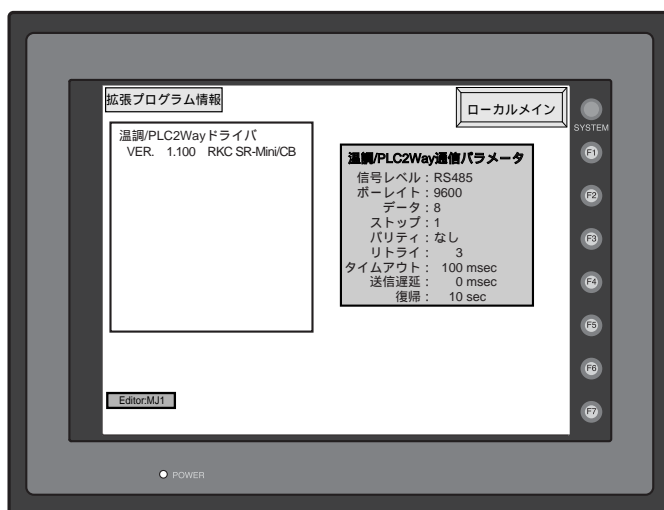 拡張プログラム情報
ローカルメイン
温調/PLC2Wayドライバ
VER. 1.100 RKC SR-Mini/CB
温調/PLC2Way通信パラメータ
信号レベル：RS485
ボーレイト：9600
データ：8
ストップ：1
パリティ：なし
リトライ： 3
タイムアウト： 100 msec
送信遅延： 0 msec
復帰： 10 sec
Editor:MJ1
SYSTEM
F1
F2
F3
F4
F5
F6
F7
POWER